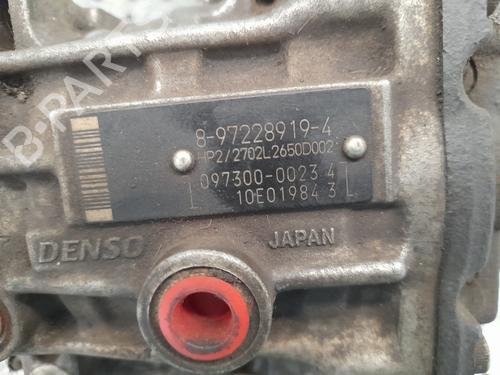 8-97228919-4
HP2/2702L2650D002
097300-0023 4
10E01984 3
DENSO
JAPAN
B-PARTS